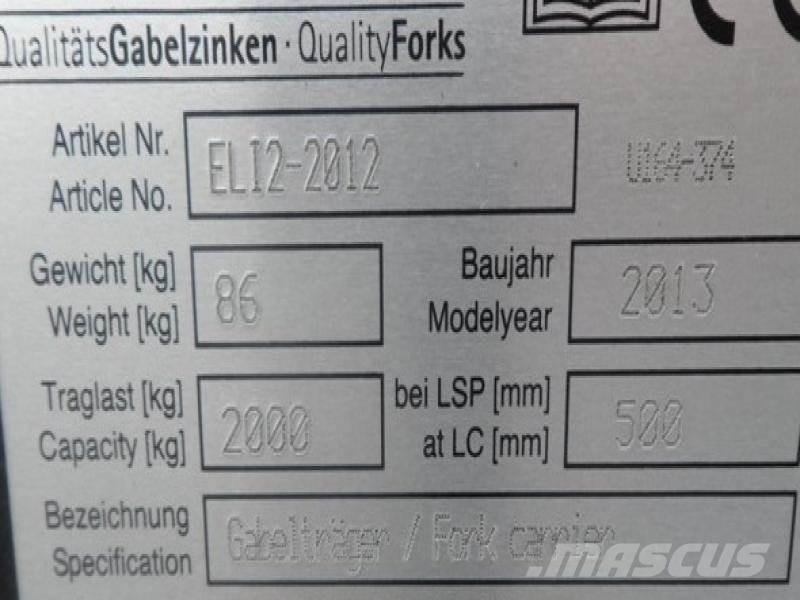 QualitätsGabelzinken · QualityForks
Artikel Nr.
Article No.
ELI2-2012
U164-374
Gewicht [kg]
Weight [kg]
86
Baujahr
Modelyear
2013
Traglast [kg]
Capacity [kg]
2000
bei LSP [mm]
at LC [mm]
500
Bezeichnung
Specification
Gabelträger / Fork carrier
MASCUS